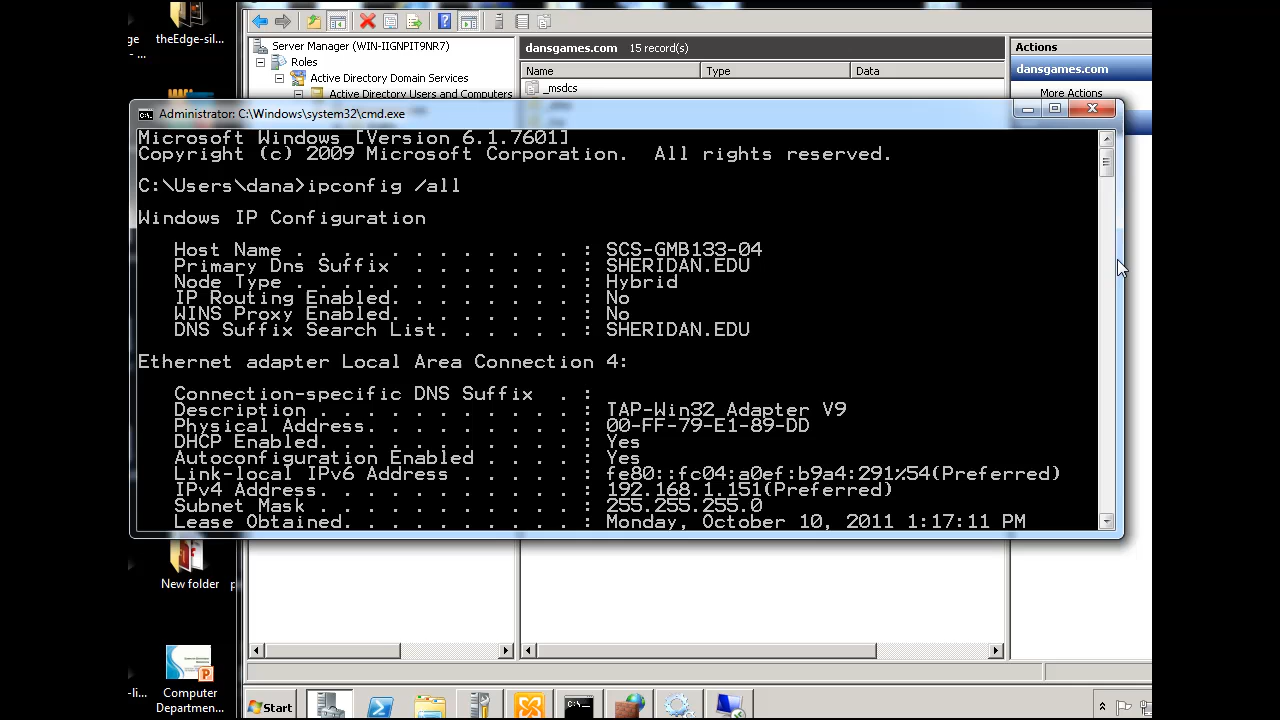 theEdge-sil...
ge
...
Server Manager (WIN-IIGNPIT9NR7)
Roles
Active Directory Domain Services
Active Directory Users and Computers
dansgames.com 15 record(s)
Name Type Data
_msdcs
Actions
dansgames.com
More Actions
Administrator: C:\Windows\system32\cmd.exe
Microsoft Windows [Version 6.1.7601]
Copyright (c) 2009 Microsoft Corporation. All rights reserved.
C:\Users\dana>ipconfig /all
Windows IP Configuration
Host Name . . . . . . . . . . . . : SCS-GMB133-04
Primary Dns Suffix . . . . . . . : SHERIDAN.EDU
Node Type . . . . . . . . . . . . : Hybrid
IP Routing Enabled. . . . . . . . : No
WINS Proxy Enabled. . . . . . . . : No
DNS Suffix Search List. . . . . . : SHERIDAN.EDU
Ethernet adapter Local Area Connection 4:
Connection-specific DNS Suffix . :
Description . . . . . . . . . . . : TAP-Win32 Adapter V9
Physical Address. . . . . . . . . : 00-FF-79-E1-89-DD
DHCP Enabled. . . . . . . . . . . : Yes
Autoconfiguration Enabled . . . . : Yes
Link-local IPv6 Address . . . . . : fe80::fc04:a0ef:b9a4:291%54(Preferred)
IPv4 Address. . . . . . . . . . . : 192.168.1.151(Preferred)
Subnet Mask . . . . . . . . . . . : 255.255.255.0
Lease Obtained. . . . . . . . . . : Monday, October 10, 2011 1:17:11 PM
New folder p
-li... Computer
Departmen...
Start